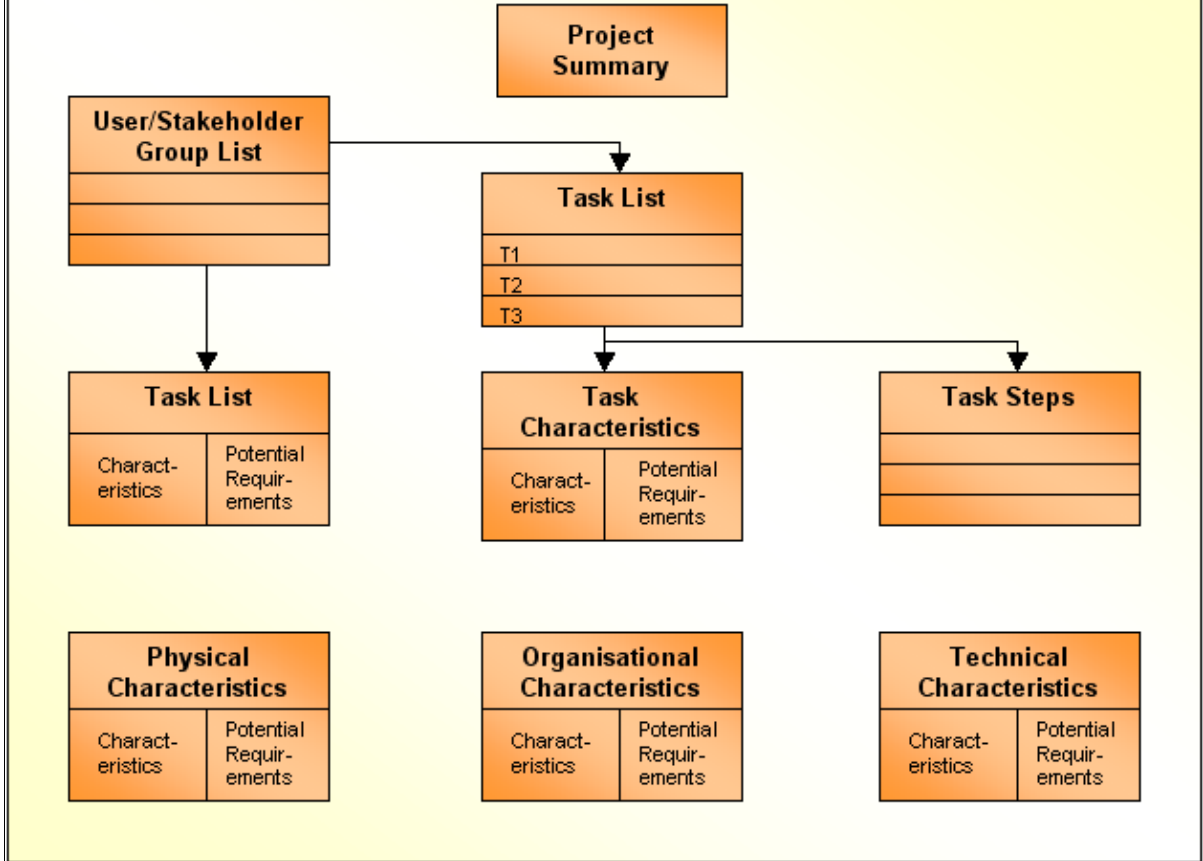 Project
Summary
User/Stakeholder
Group List
Task List
T1
T2
T3
Task List
Charact-
eristics
Potential
Requir-
ements
Task
Characteristics
Charact-
eristics
Potential
Requir-
ements
Task Steps
Physical
Characteristics
Charact-
eristics
Potential
Requir-
ements
Organisational
Characteristics
Charact-
eristics
Potential
Requir-
ements
Technical
Characteristics
Charact-
eristics
Potential
Requir-
ements